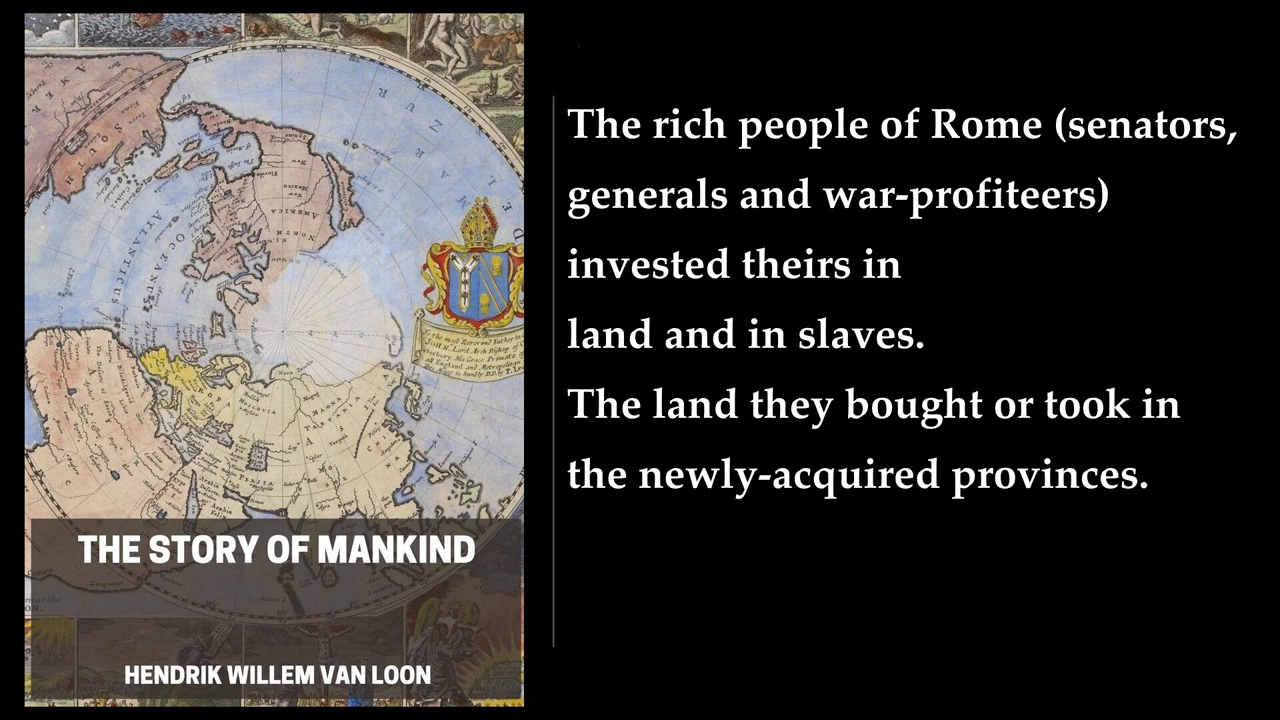 THE STORY OF MANKIND
HENDRIK WILLEM VAN LOON
The rich people of Rome (senators,
generals and war-profiteers)
invested theirs in
land and in slaves.
The land they bought or took in
the newly-acquired provinces.